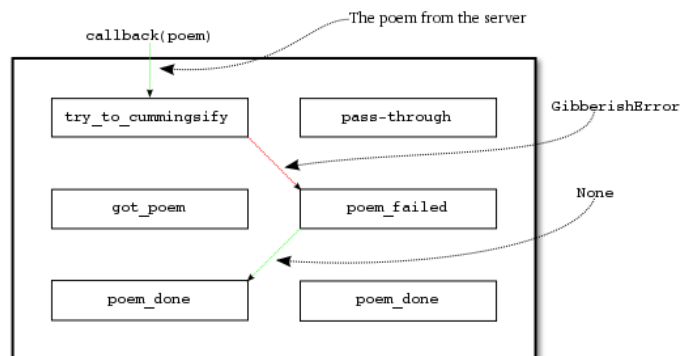 The poem from the server
callback(poem)
try_to_cummingsify
pass-through
GibberishError
got_poem
poem_failed
None
poem_done
poem_done